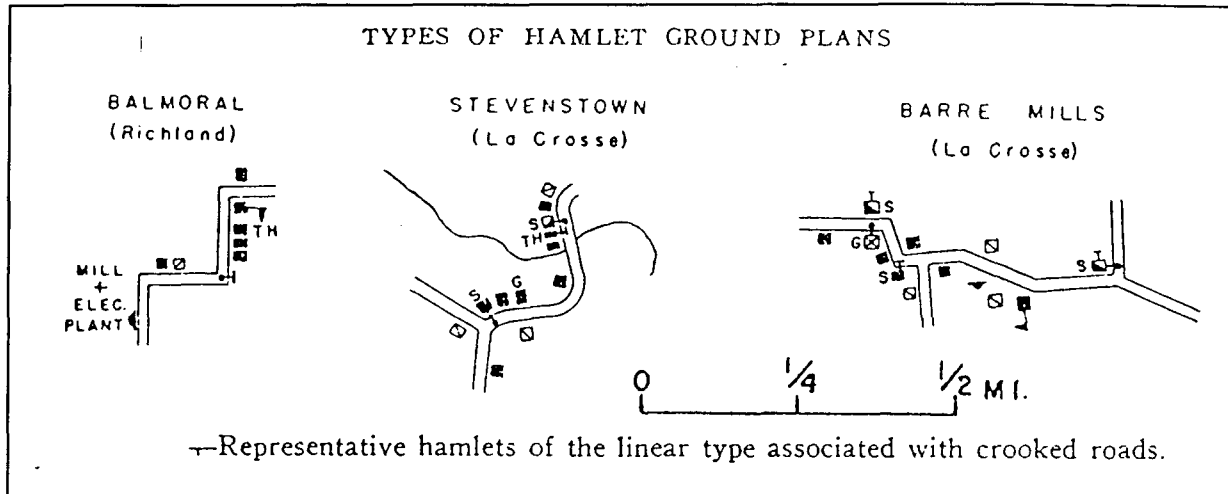 TYPES OF HAMLET GROUND PLANS
BALMORAL
(Richland)
TH
MILL
+
ELEC.
PLANT
STEVENSTOWN
(La Crosse)
S
TH
S
G
BARRE MILLS
(La Crosse)
T
S
G
T
S
T
S
0 1/4 1/2 MI.
—Representative hamlets of the linear type associated with crooked roads.